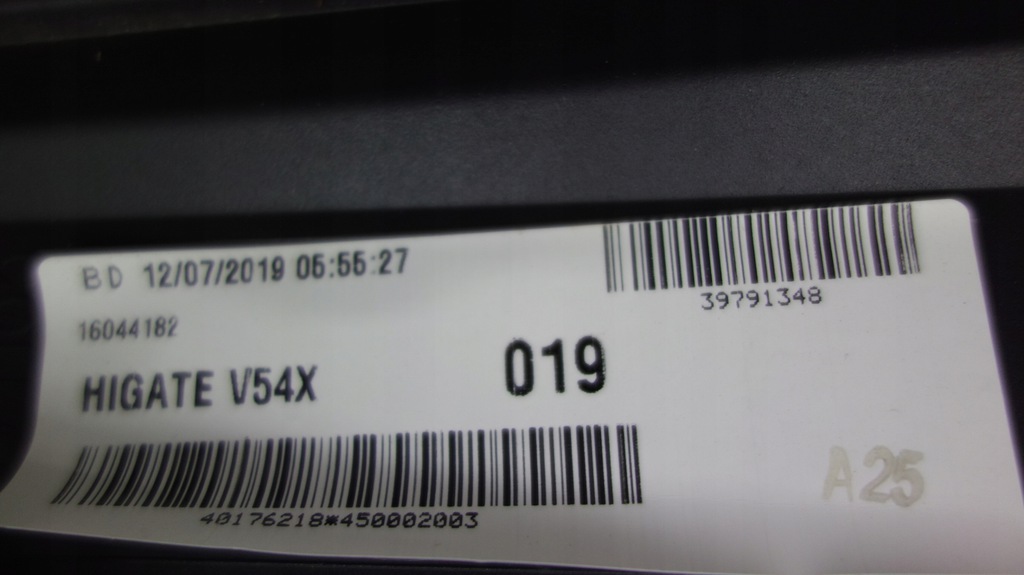 BD 12/07/2019 05:55:27
39791348
16044182
HIGATE V54X
019
40176218*450002003
A25